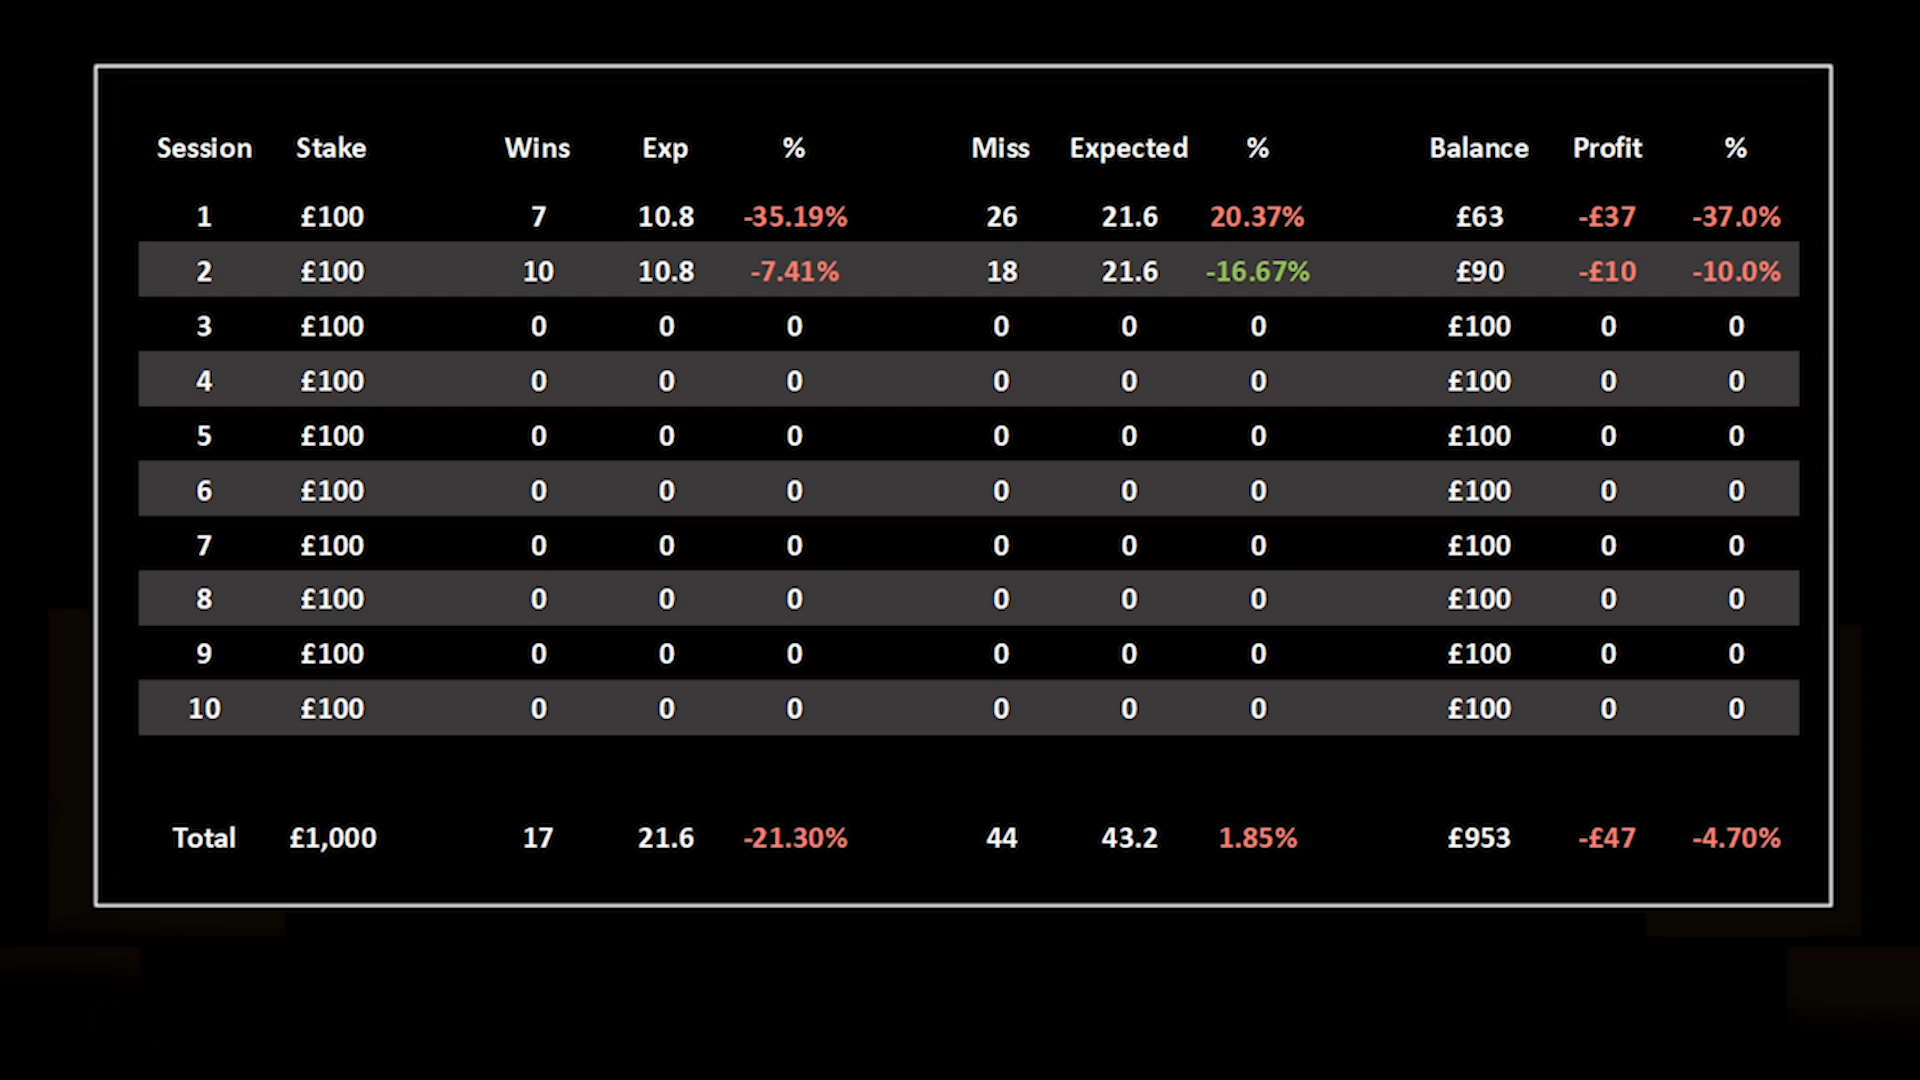 Session Stake Wins Exp % Miss Expected % Balance Profit %
1 £100 7 10.8 -35.19% 26 21.6 20.37% £63 -£37 -37.0%
2 £100 10 10.8 -7.41% 18 21.6 -16.67% £90 -£10 -10.0%
3 £100 0 0 0 0 0 0 £100 0 0
4 £100 0 0 0 0 0 0 £100 0 0
5 £100 0 0 0 0 0 0 £100 0 0
6 £100 0 0 0 0 0 0 £100 0 0
7 £100 0 0 0 0 0 0 £100 0 0
8 £100 0 0 0 0 0 0 £100 0 0
9 £100 0 0 0 0 0 0 £100 0 0
10 £100 0 0 0 0 0 0 £100 0 0
Total £1,000 17 21.6 -21.30% 44 43.2 1.85% £953 -£47 -4.70%